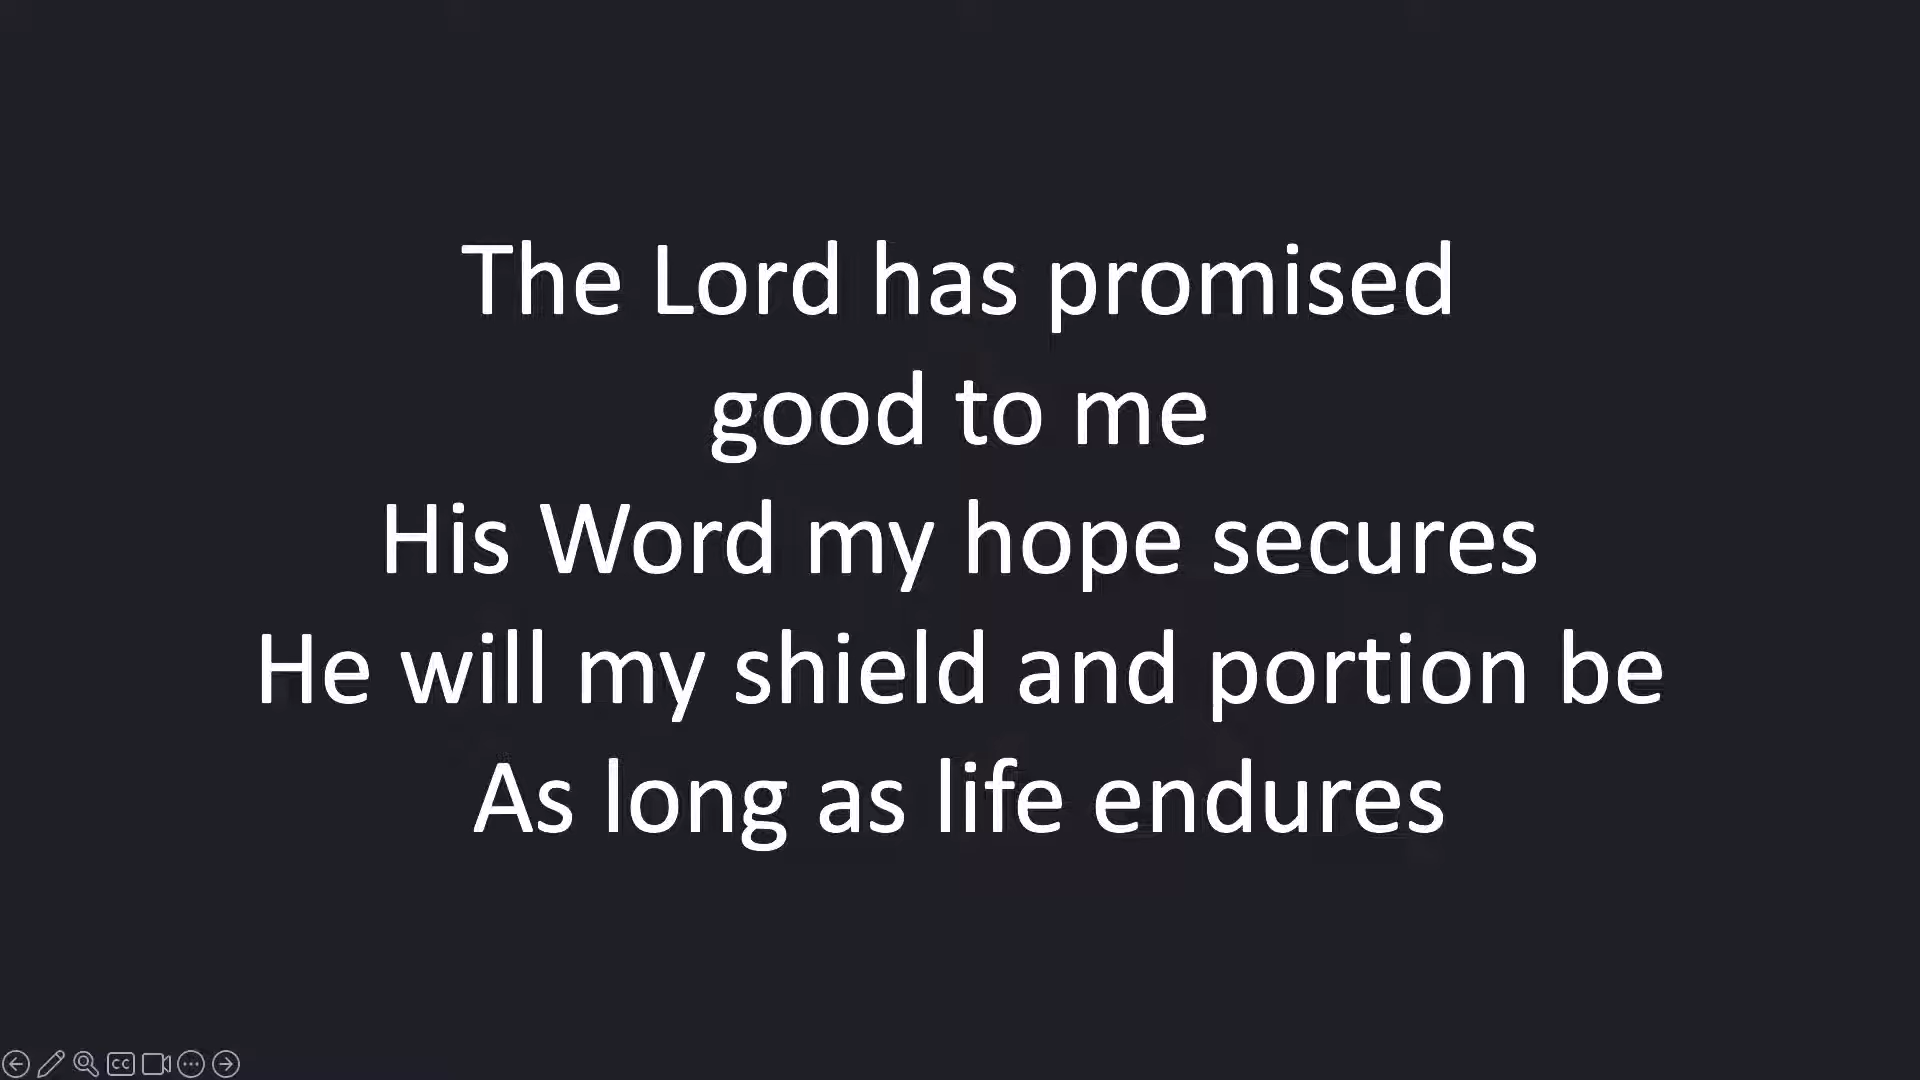 The Lord has promised
good to me
His Word my hope secures
He will my shield and portion be
As long as life endures
CC